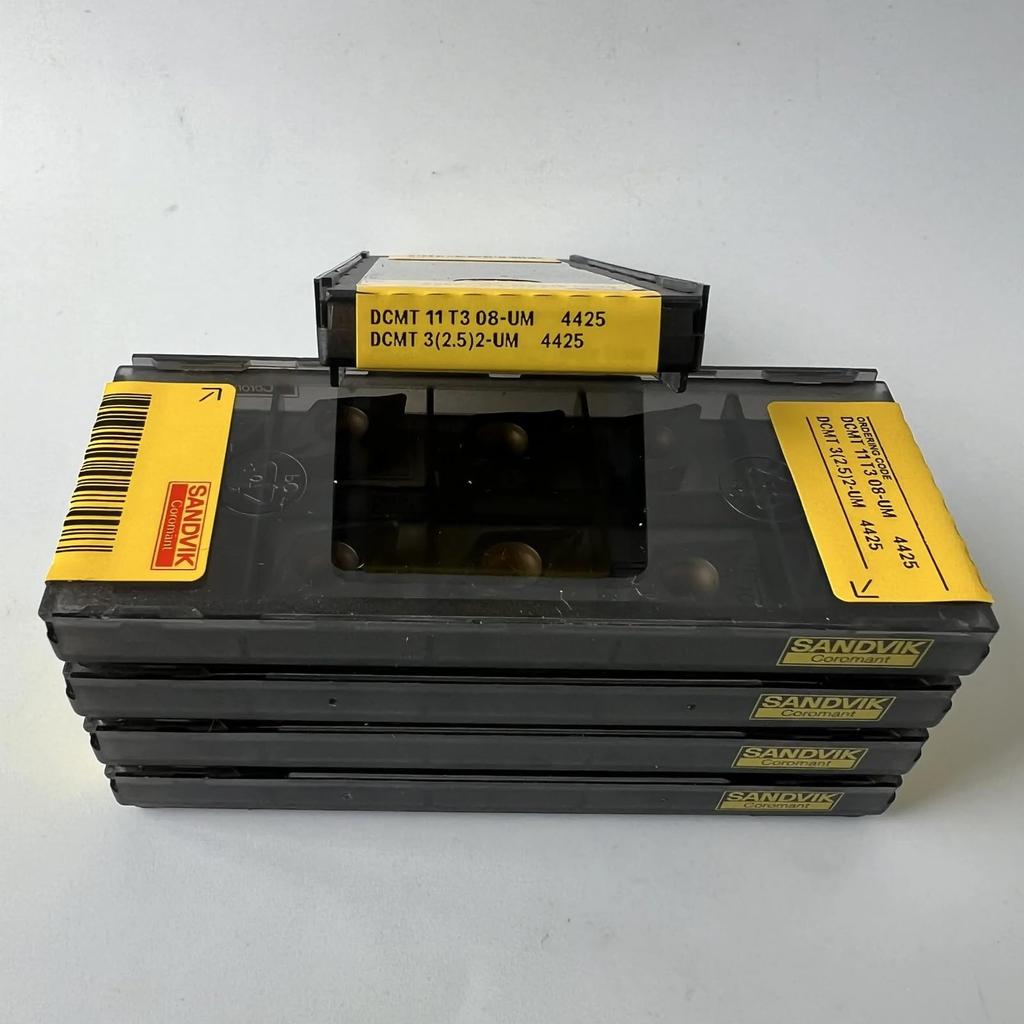 DCMT 11 T3 08-UM 4425
DCMT 3(2.5)2-UM 4425
SANDVIK
Coromant
ORDERING CODE
DCMT 11 T3 08-UM 4425
DCMT 3(2.5)2-UM 4425
SANDVIK
Coromant
SANDVIK
Coromant
SANDVIK
Coromant
SANDVIK
Coromant